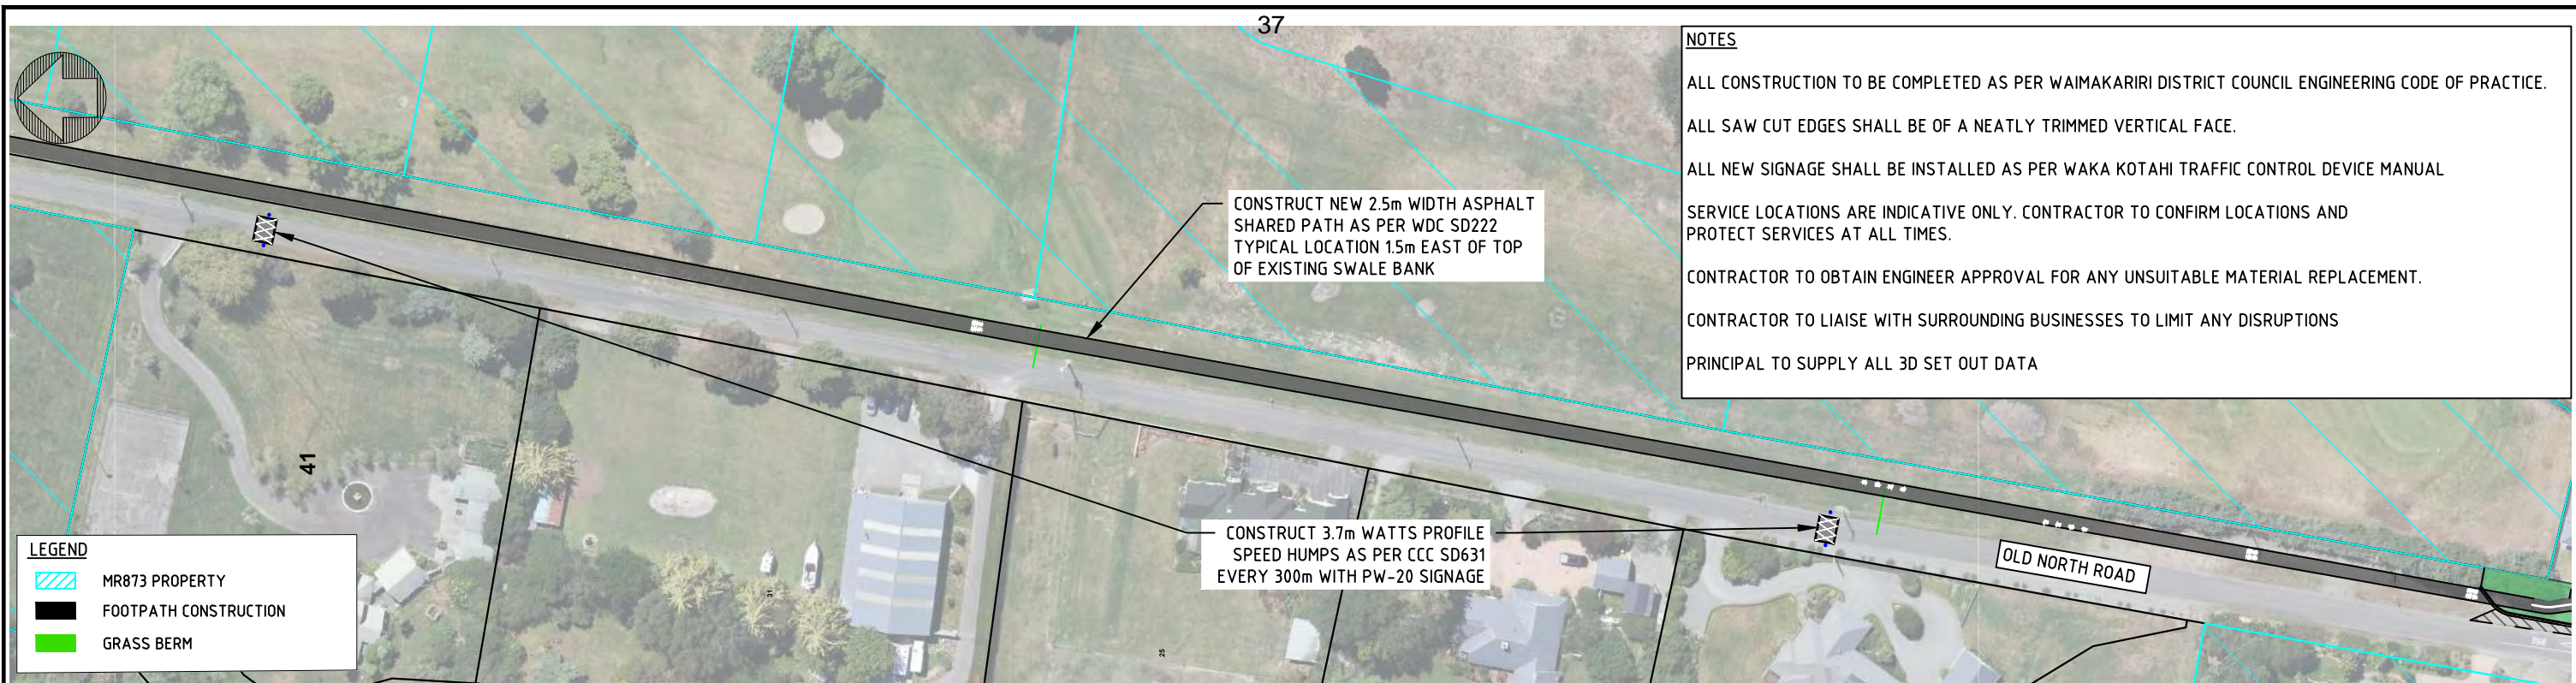 37
NOTES
ALL CONSTRUCTION TO BE COMPLETED AS PER WAIMAKARIRI DISTRICT COUNCIL ENGINEERING CODE OF PRACTICE.
ALL SAW CUT EDGES SHALL BE OF A NEATLY TRIMMED VERTICAL FACE.
ALL NEW SIGNAGE SHALL BE INSTALLED AS PER WAKA KOTAHI TRAFFIC CONTROL DEVICE MANUAL
SERVICE LOCATIONS ARE INDICATIVE ONLY. CONTRACTOR TO CONFIRM LOCATIONS AND
PROTECT SERVICES AT ALL TIMES.
CONTRACTOR TO OBTAIN ENGINEER APPROVAL FOR ANY UNSUITABLE MATERIAL REPLACEMENT.
CONTRACTOR TO LIAISE WITH SURROUNDING BUSINESSES TO LIMIT ANY DISRUPTIONS
PRINCIPAL TO SUPPLY ALL 3D SET OUT DATA
CONSTRUCT NEW 2.5m WIDTH ASPHALT
SHARED PATH AS PER WDC SD222
TYPICAL LOCATION 1.5m EAST OF TOP
OF EXISTING SWALE BANK
41
CONSTRUCT 3.7m WATTS PROFILE
SPEED HUMPS AS PER CCC SD631
EVERY 300m WITH PW-20 SIGNAGE
OLD NORTH ROAD
31
25
LEGEND
MR873 PROPERTY
FOOTPATH CONSTRUCTION
GRASS BERM